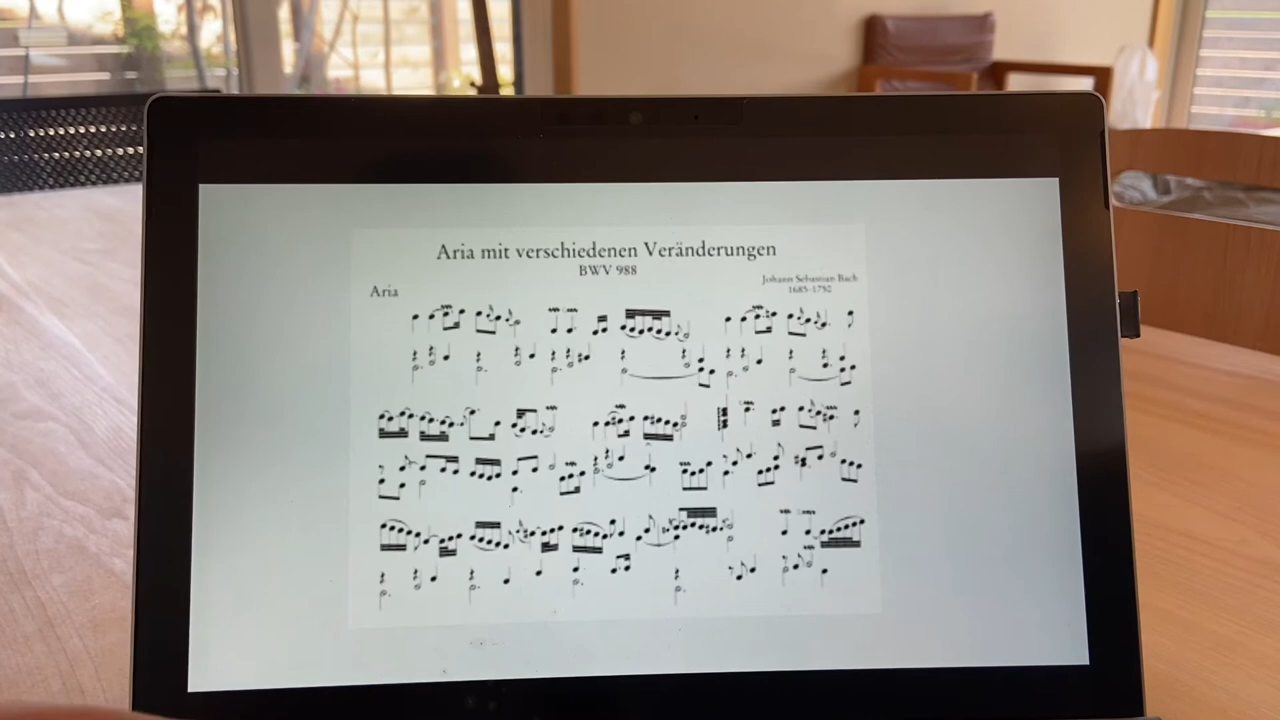 Aria mit verschiedenen Veränderungen
BWV 988
Johann Sebastian Bach
1685-1750
Aria